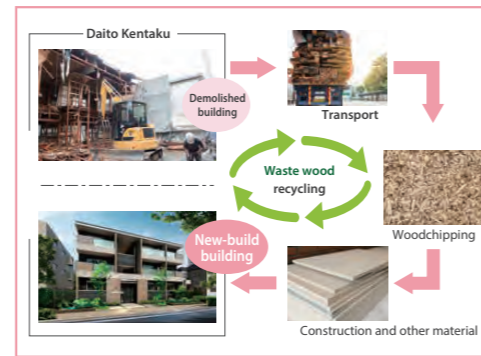 Daito Kentaku
Demolished
building
Transport
Waste wood
recycling
Woodchipping
New-build
building
Construction and other material